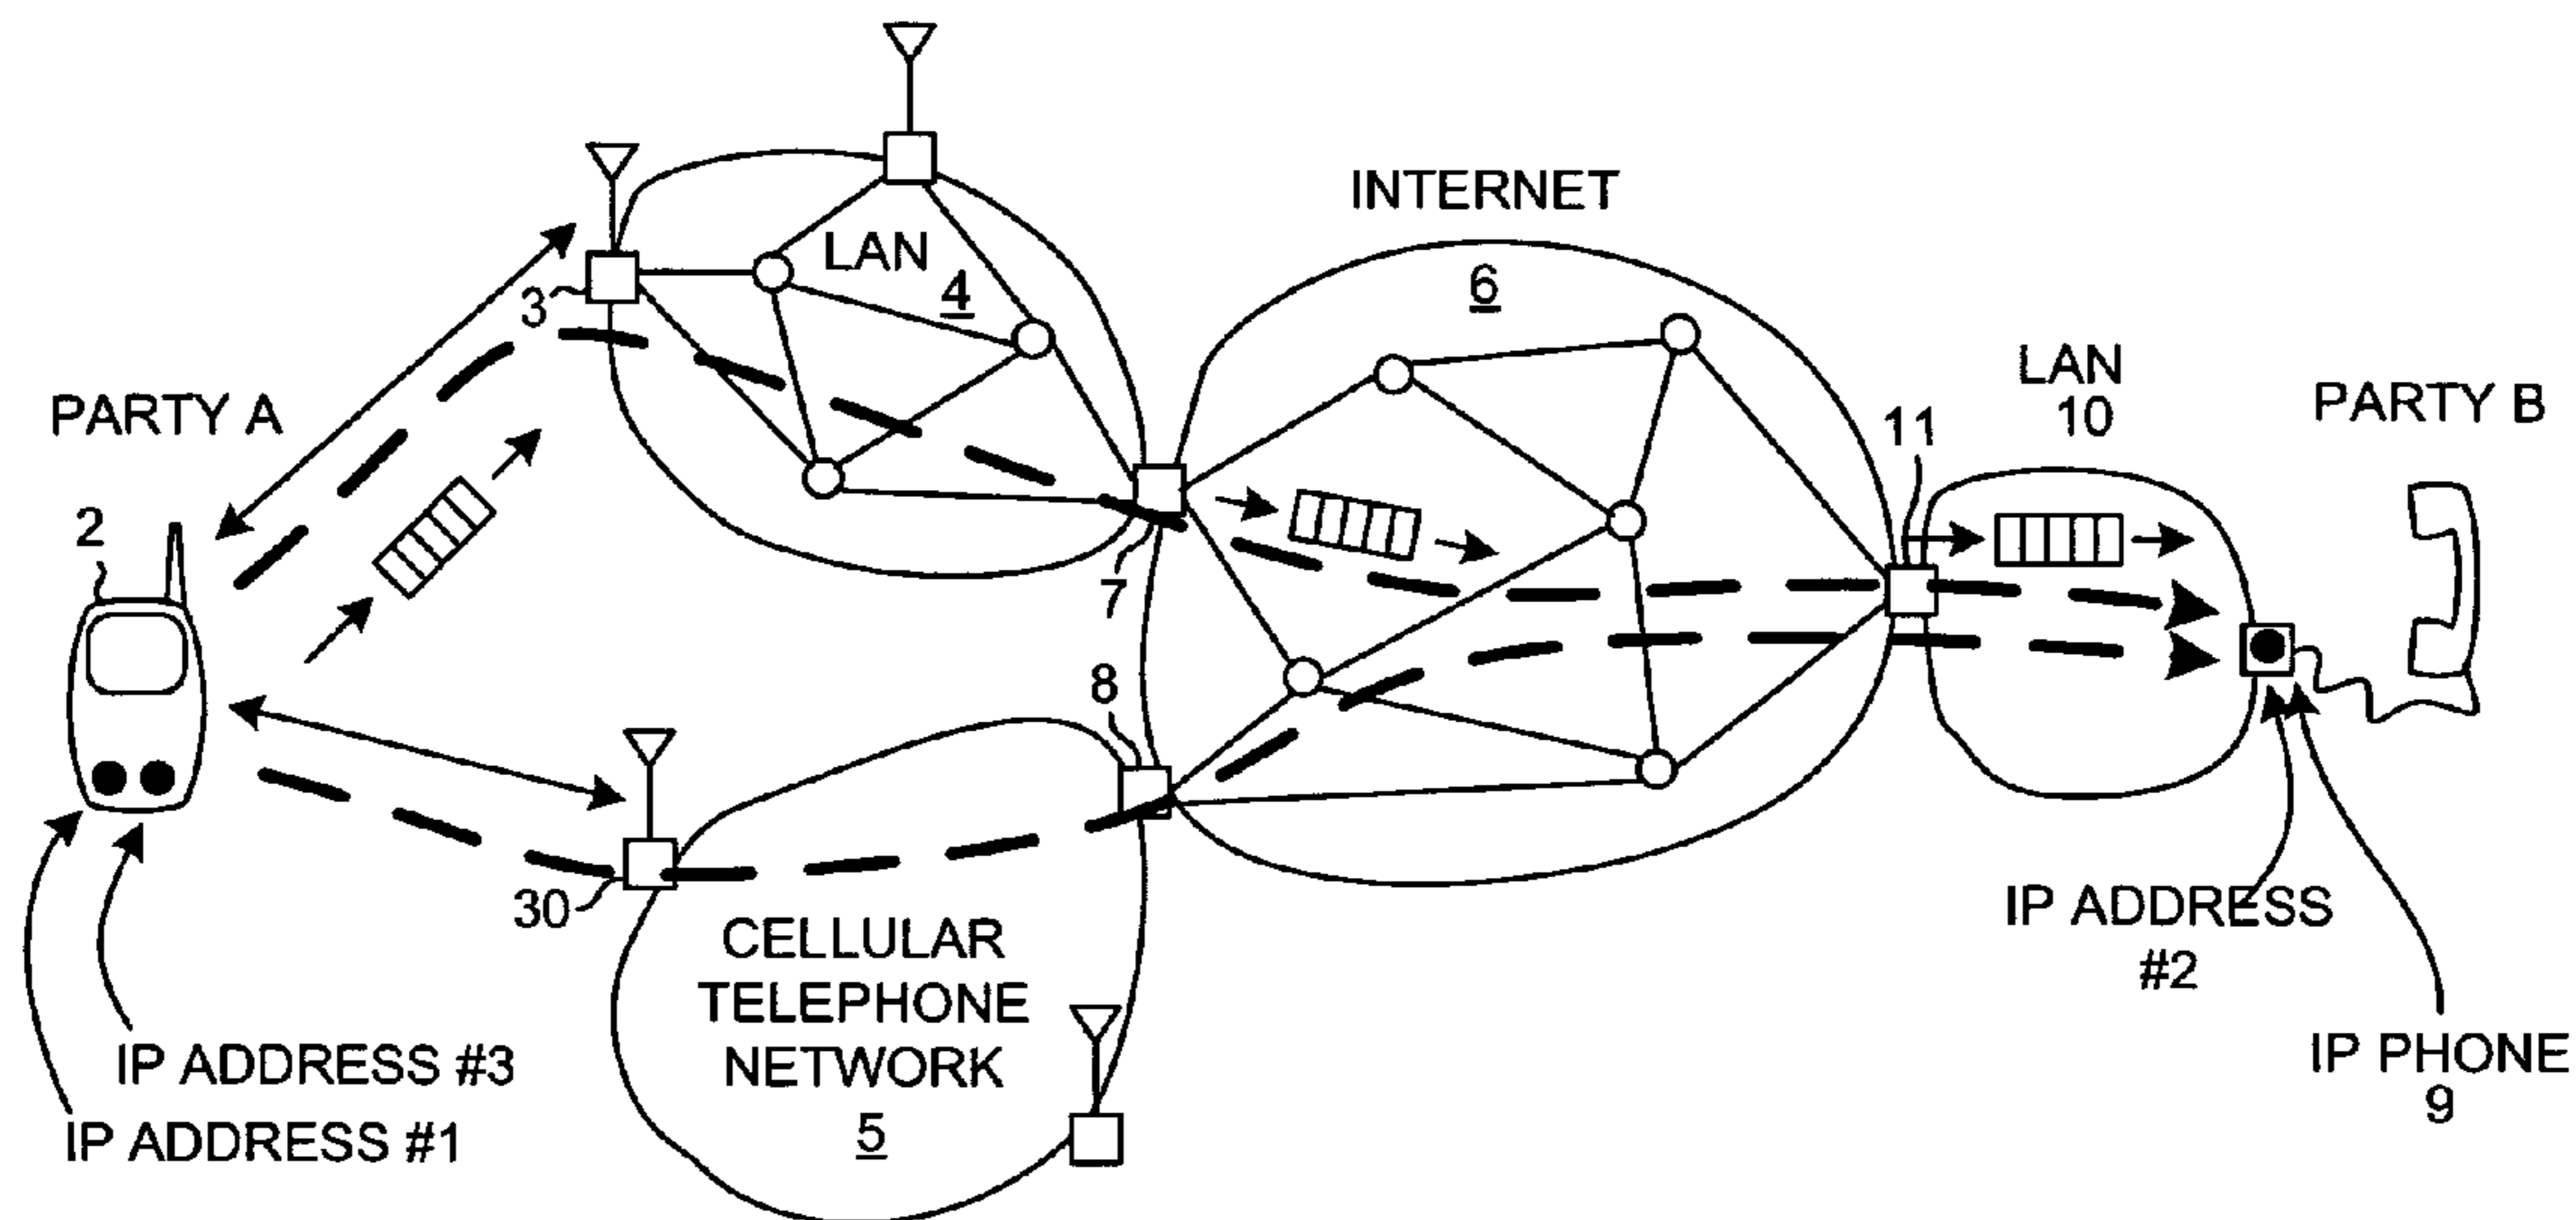 INTERNET
LAN
4
6
3
LAN
10
PARTY A
PARTY B
11
2
7
8
30
CELLULAR
TELEPHONE
NETWORK
5
IP ADDRESS
#2
IP ADDRESS #3
IP ADDRESS #1
IP PHONE
9